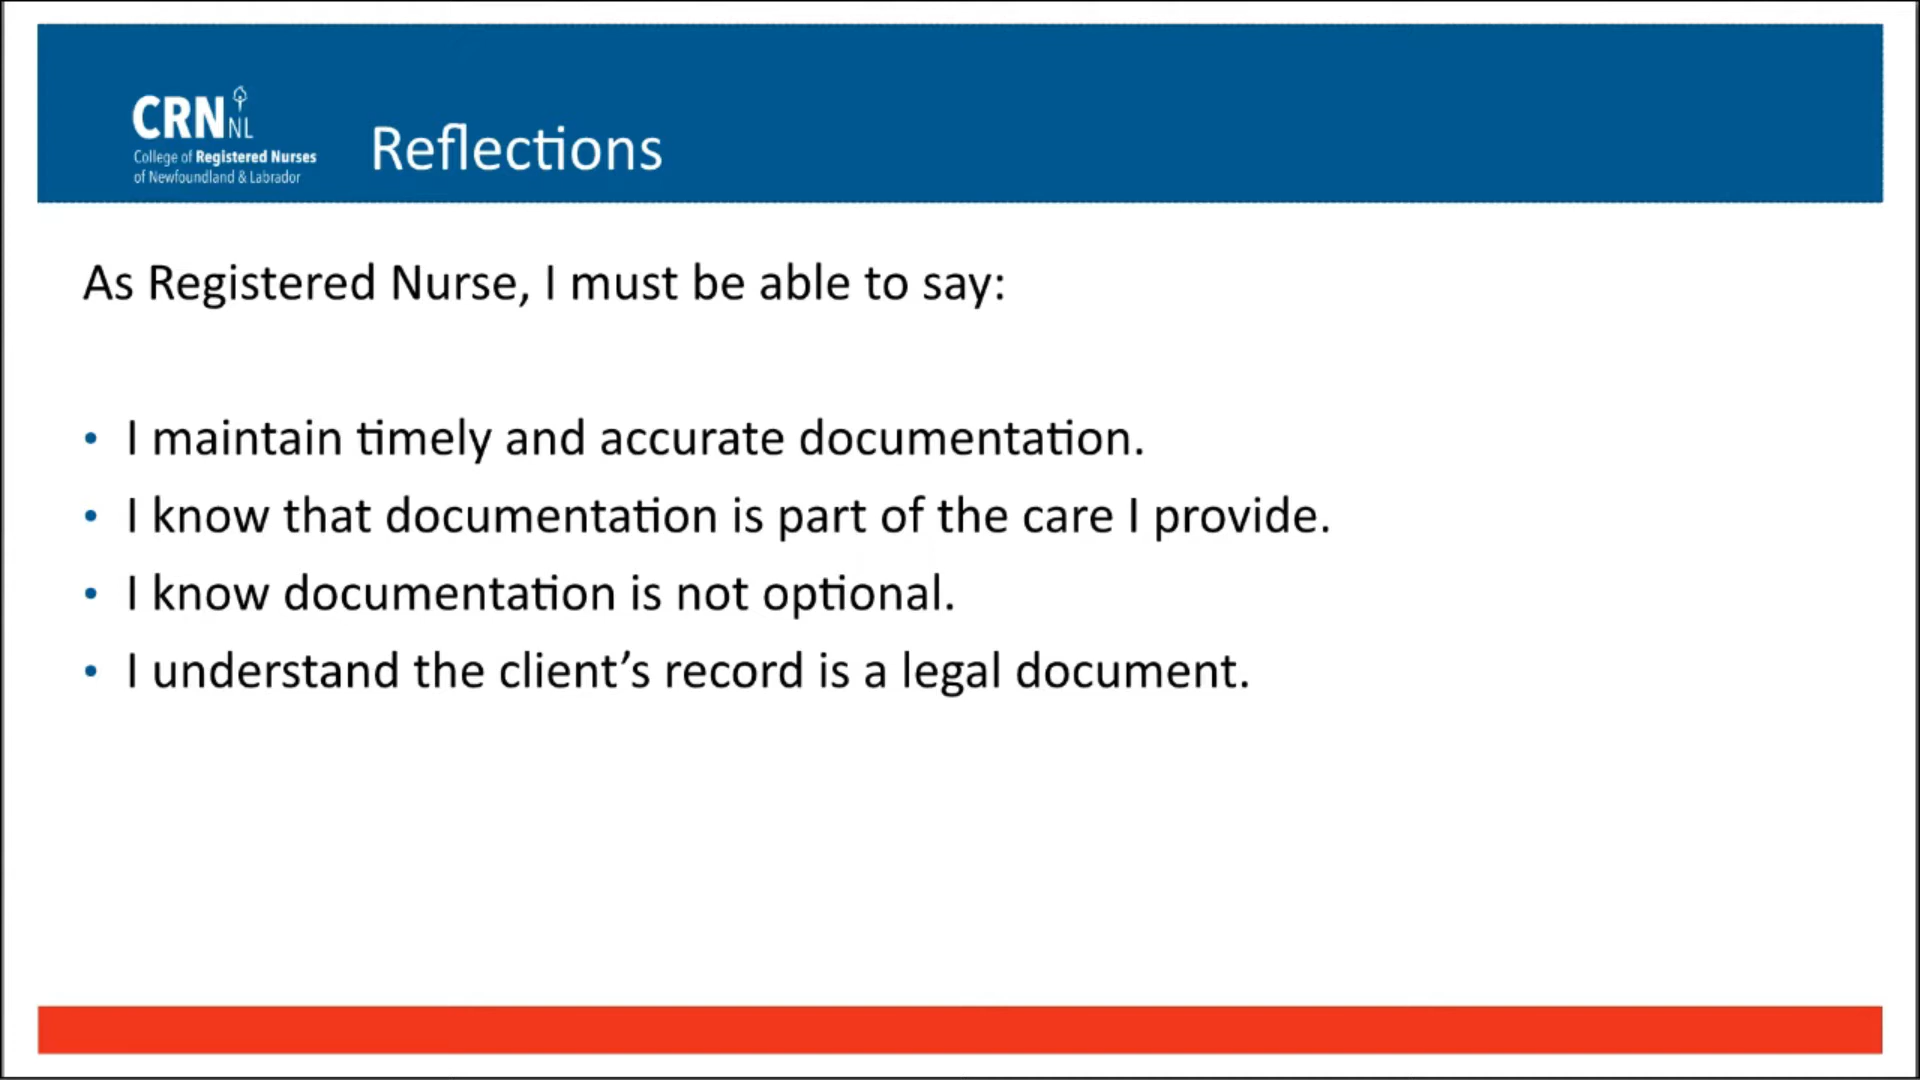 CRN NL
College of Registered Nurses
of Newfoundland & Labrador
Reflections
As Registered Nurse, I must be able to say:
• I maintain timely and accurate documentation.
• I know that documentation is part of the care I provide.
• I know documentation is not optional.
• I understand the client’s record is a legal document.